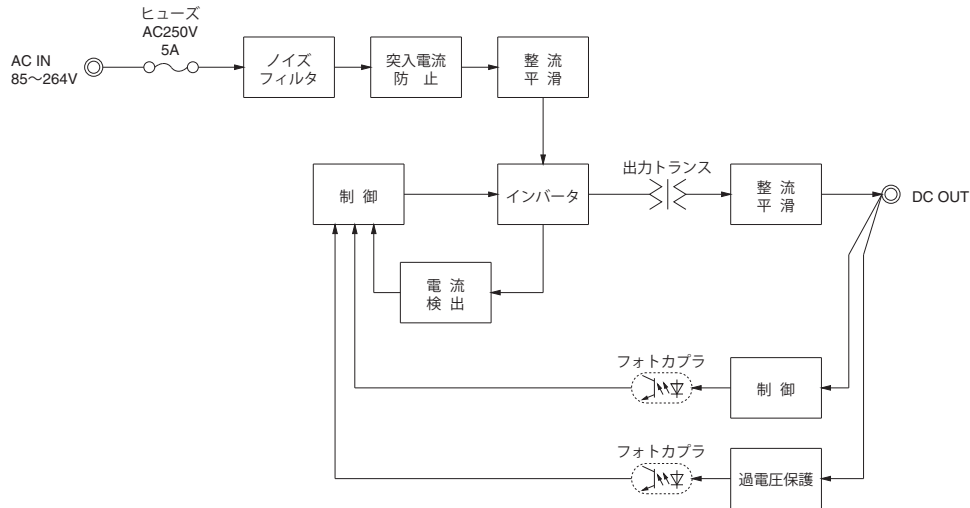 ヒューズ
AC250V
5A
AC IN
85～264V
ノイズ
フィルタ
突入電流
防 止
整 流
平 滑
制 御
インバータ
出力トランス
整 流
平 滑
DC OUT
電 流
検 出
フォトカプラ
制 御
フォトカプラ
過電圧保護